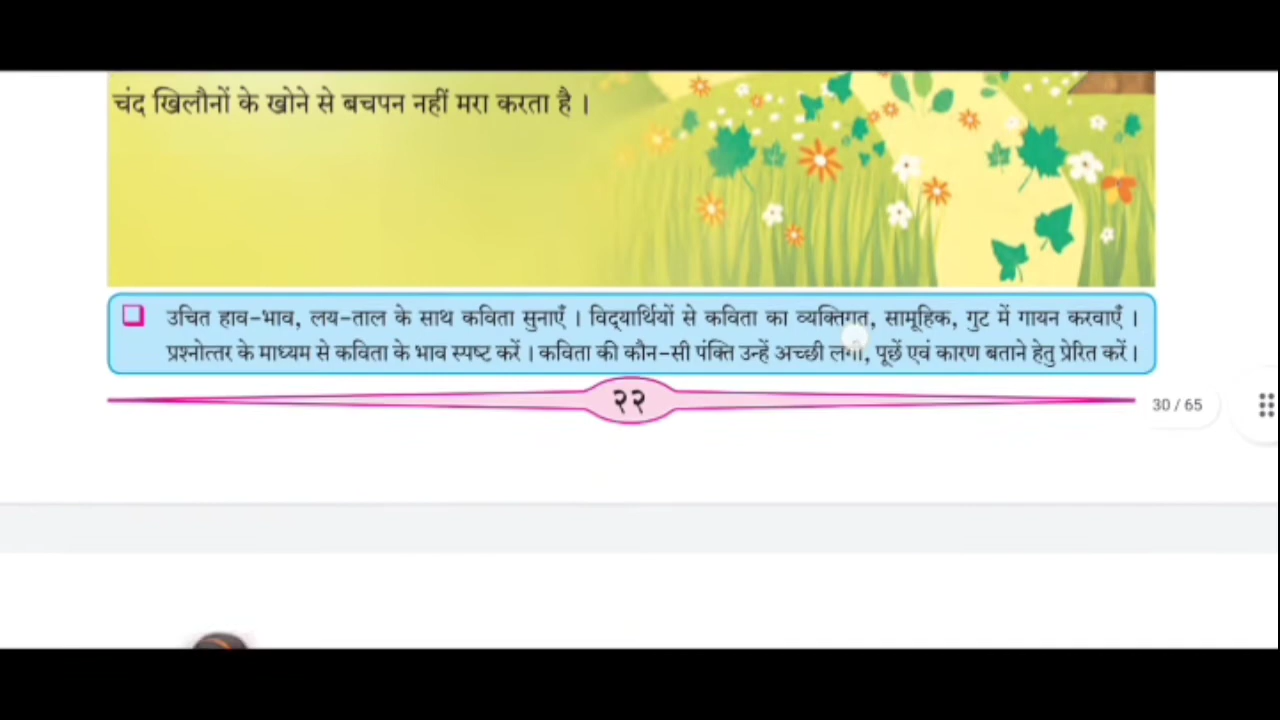 चंद खिलौनों के खोने से बचपन नहीं मरा करता है ।
उचित हाव-भाव, लय-ताल के साथ कविता सुनाएँ । विद्‌यार्थियों से कविता का व्यक्तिगत, सामूहिक, गुट में गायन करवाएँ ।
प्रश्नोत्तर के माध्यम से कविता के भाव स्पष्ट करें । कविता की कौन-सी पंक्ति उन्हें अच्छी लगी, पूछें एवं कारण बताने हेतु प्रेरित करें ।
२२
30 / 65